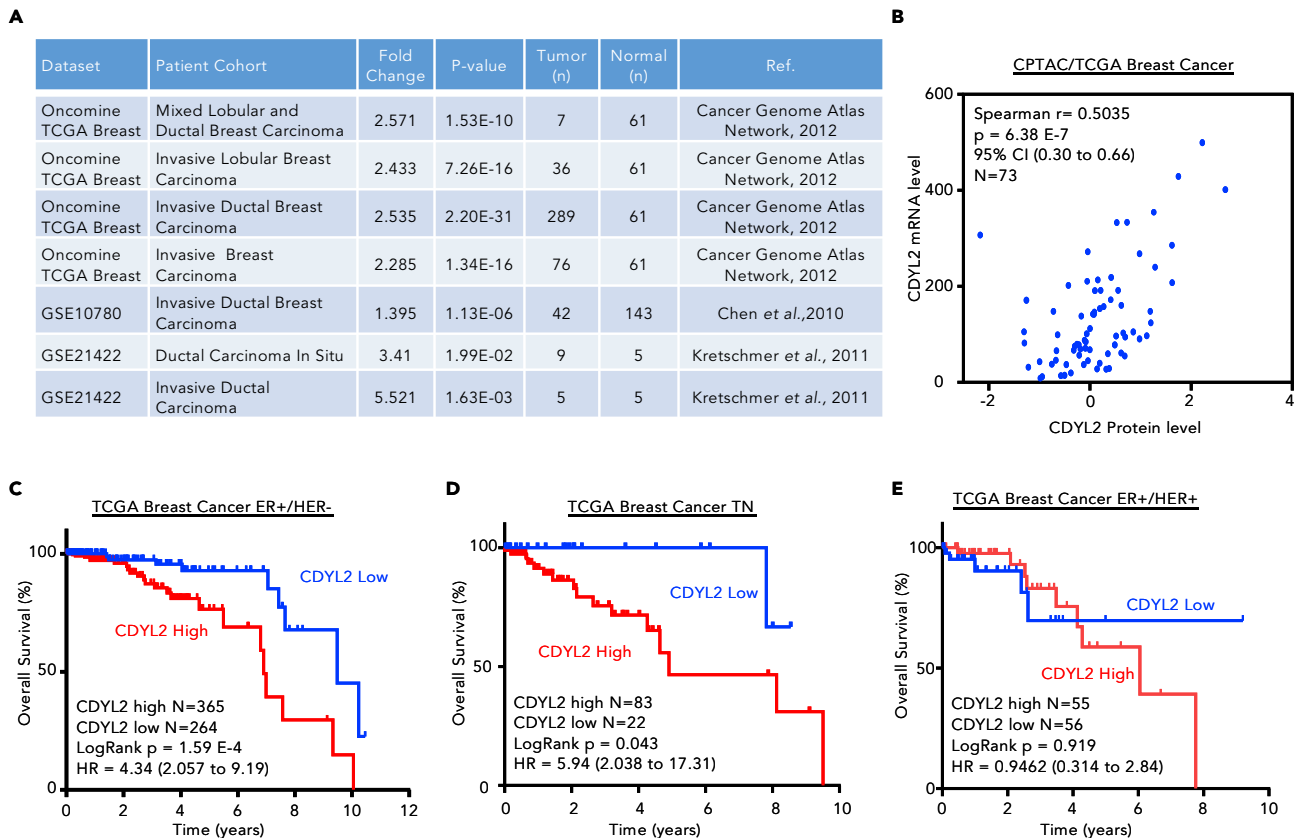 A
Dataset Patient Cohort Fold Change P-value Tumor (n) Normal (n) Ref.
Oncomine TCGA Breast Mixed Lobular and Ductal Breast Carcinoma 2.571 1.53E-10 7 61 Cancer Genome Atlas Network, 2012
Oncomine TCGA Breast Invasive Lobular Breast Carcinoma 2.433 7.26E-16 36 61 Cancer Genome Atlas Network, 2012
Oncomine TCGA Breast Invasive Ductal Breast Carcinoma 2.535 2.20E-31 289 61 Cancer Genome Atlas Network, 2012
Oncomine TCGA Breast Invasive Breast Carcinoma 2.285 1.34E-16 76 61 Cancer Genome Atlas Network, 2012
GSE10780 Invasive Ductal Breast Carcinoma 1.395 1.13E-06 42 143 Chen et al.,2010
GSE21422 Ductal Carcinoma In Situ 3.41 1.99E-02 9 5 Kretschmer et al., 2011
GSE21422 Invasive Ductal Carcinoma 5.521 1.63E-03 5 5 Kretschmer et al., 2011
B
CPTAC/TCGA Breast Cancer
Spearman r= 0.5035
p = 6.38 E-7
95% CI (0.30 to 0.66)
N=73
CDYL2 mRNA level
600
400
200
0
-2 0 2 4
CDYL2 Protein level
C
TCGA Breast Cancer ER+/HER-
Overall Survival (%)
100
50
0
CDYL2 Low
CDYL2 High
CDYL2 high N=365
CDYL2 low N=264
LogRank p = 1.59 E-4
HR = 4.34 (2.057 to 9.19)
0 2 4 6 8 10 12
Time (years)
D
TCGA Breast Cancer TN
Overall Survival (%)
100
50
0
CDYL2 Low
CDYL2 High
CDYL2 high N=83
CDYL2 low N=22
LogRank p = 0.043
HR = 5.94 (2.038 to 17.31)
0 2 4 6 8 10
Time (years)
E
TCGA Breast Cancer ER+/HER+
Overall Survival (%)
100
50
0
CDYL2 Low
CDYL2 High
CDYL2 high N=55
CDYL2 low N=56
LogRank p = 0.919
HR = 0.9462 (0.314 to 2.84)
0 2 4 6 8 10
Time (years)